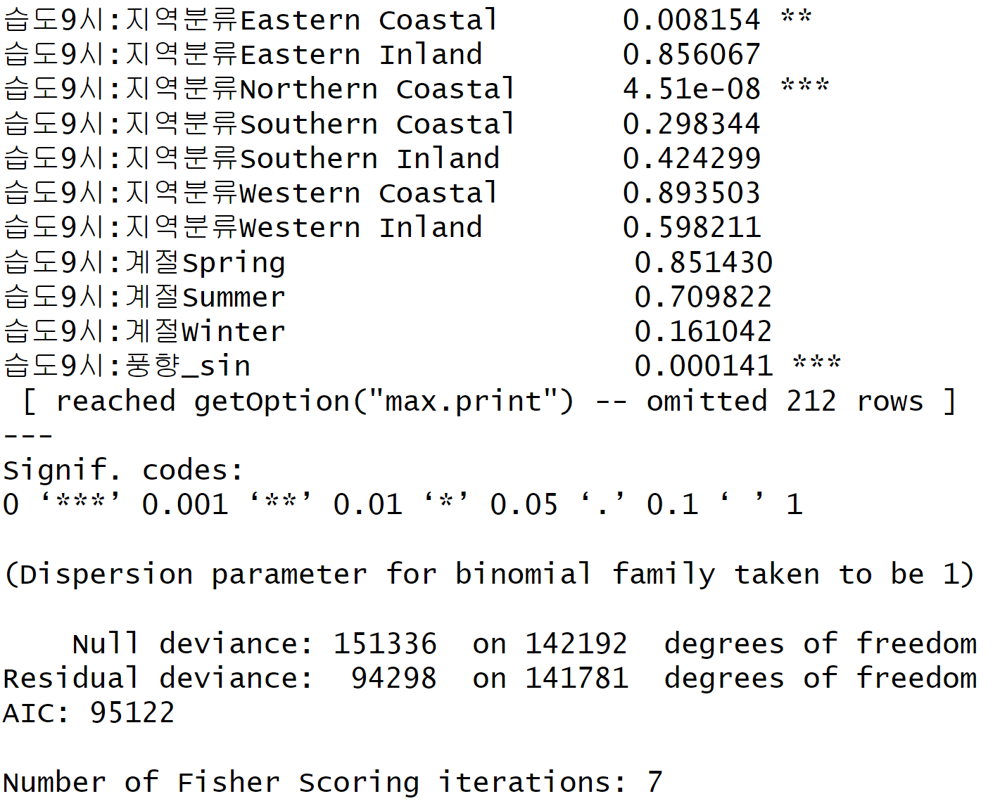 습도9시:지역분류Eastern Coastal 0.008154 **
습도9시:지역분류Eastern Inland 0.856067
습도9시:지역분류Northern Coastal 4.51e-08 ***
습도9시:지역분류Southern Coastal 0.298344
습도9시:지역분류Southern Inland 0.424299
습도9시:지역분류Western Coastal 0.893503
습도9시:지역분류Western Inland 0.598211
습도9시:계절Spring 0.851430
습도9시:계절Summer 0.709822
습도9시:계절Winter 0.161042
습도9시:풍향_sin 0.000141 ***
[ reached getOption("max.print") -- omitted 212 rows ]
---
Signif. codes:
0 ‘***’ 0.001 ‘**’ 0.01 ‘*’ 0.05 ‘.’ 0.1 ‘ ’ 1
(Dispersion parameter for binomial family taken to be 1)
Null deviance: 151336 on 142192 degrees of freedom
Residual deviance: 94298 on 141781 degrees of freedom
AIC: 95122
Number of Fisher Scoring iterations: 7